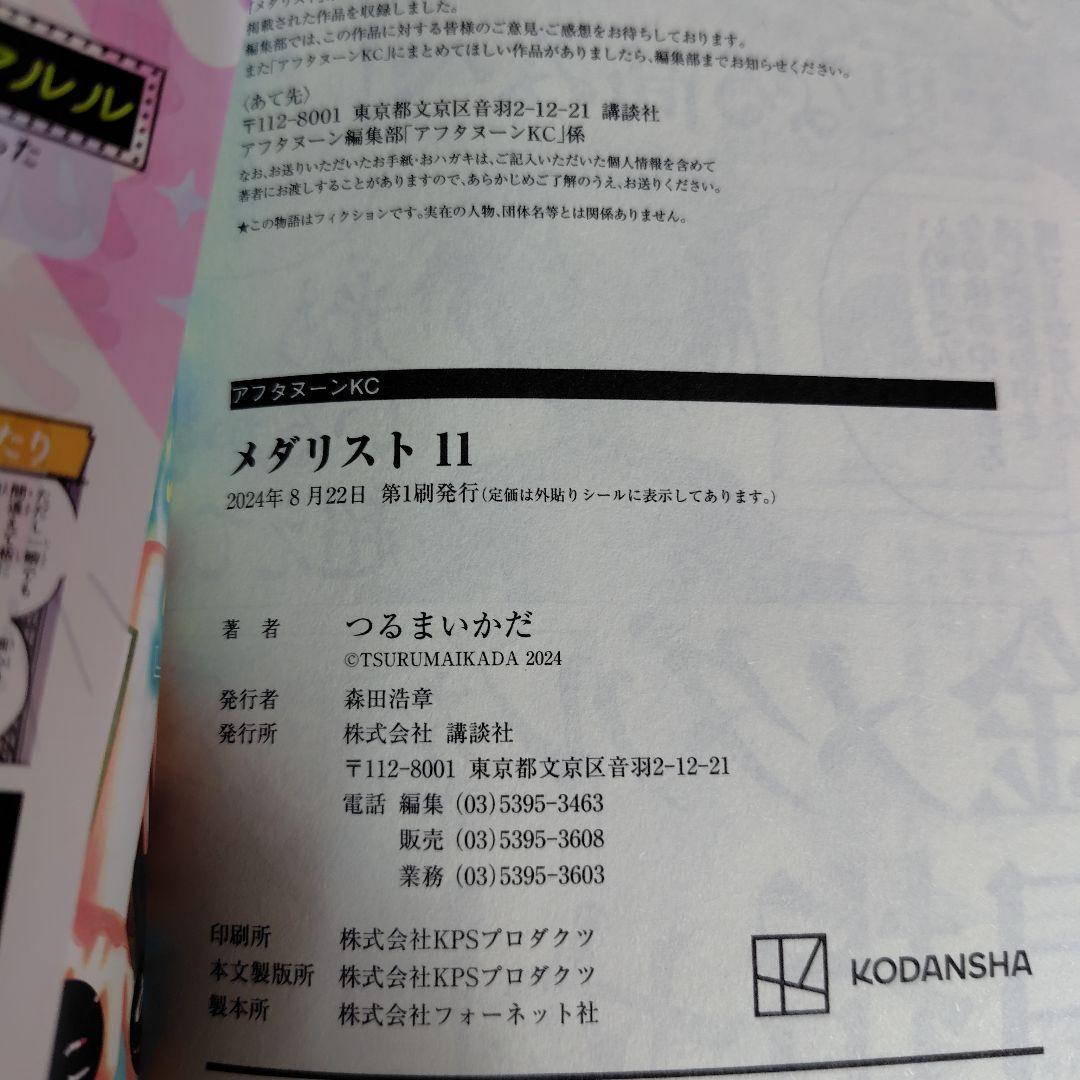 掲載された作品を収録しました。
編集部では、この作品に対する皆様のご意見・ご感想をお待ちしております。
また「アフタヌーンKC」にまとめてほしい作品がありましたら、編集部までお知らせください。
〈あて先〉
〒112-8001 東京都文京区音羽2-12-21 講談社
アフタヌーン編集部「アフタヌーンKC」係
なお、お送りいただいたお手紙・おハガキは、ご記入いただいた個人情報を含めて
著者にお渡しすることがありますので、あらかじめご了解のうえ、お送りください。
★この物語はフィクションです。実在の人物、団体名等とは関係ありません。
アフタヌーンKC
メダリスト 11
2024年8月22日 第1刷発行(定価は外貼りシールに表示してあります。)
著者 つるまいかだ
©TSURUMAIKADA 2024
発行者 森田浩章
発行所 株式会社 講談社
〒112-8001 東京都文京区音羽2-12-21
電話 編集 (03)5395-3463
販売 (03)5395-3608
業務 (03)5395-3603
印刷所 株式会社KPSプロダクツ
本文製版所 株式会社KPSプロダクツ
製本所 株式会社フォーネット社
KODANSHA
ルル
たり